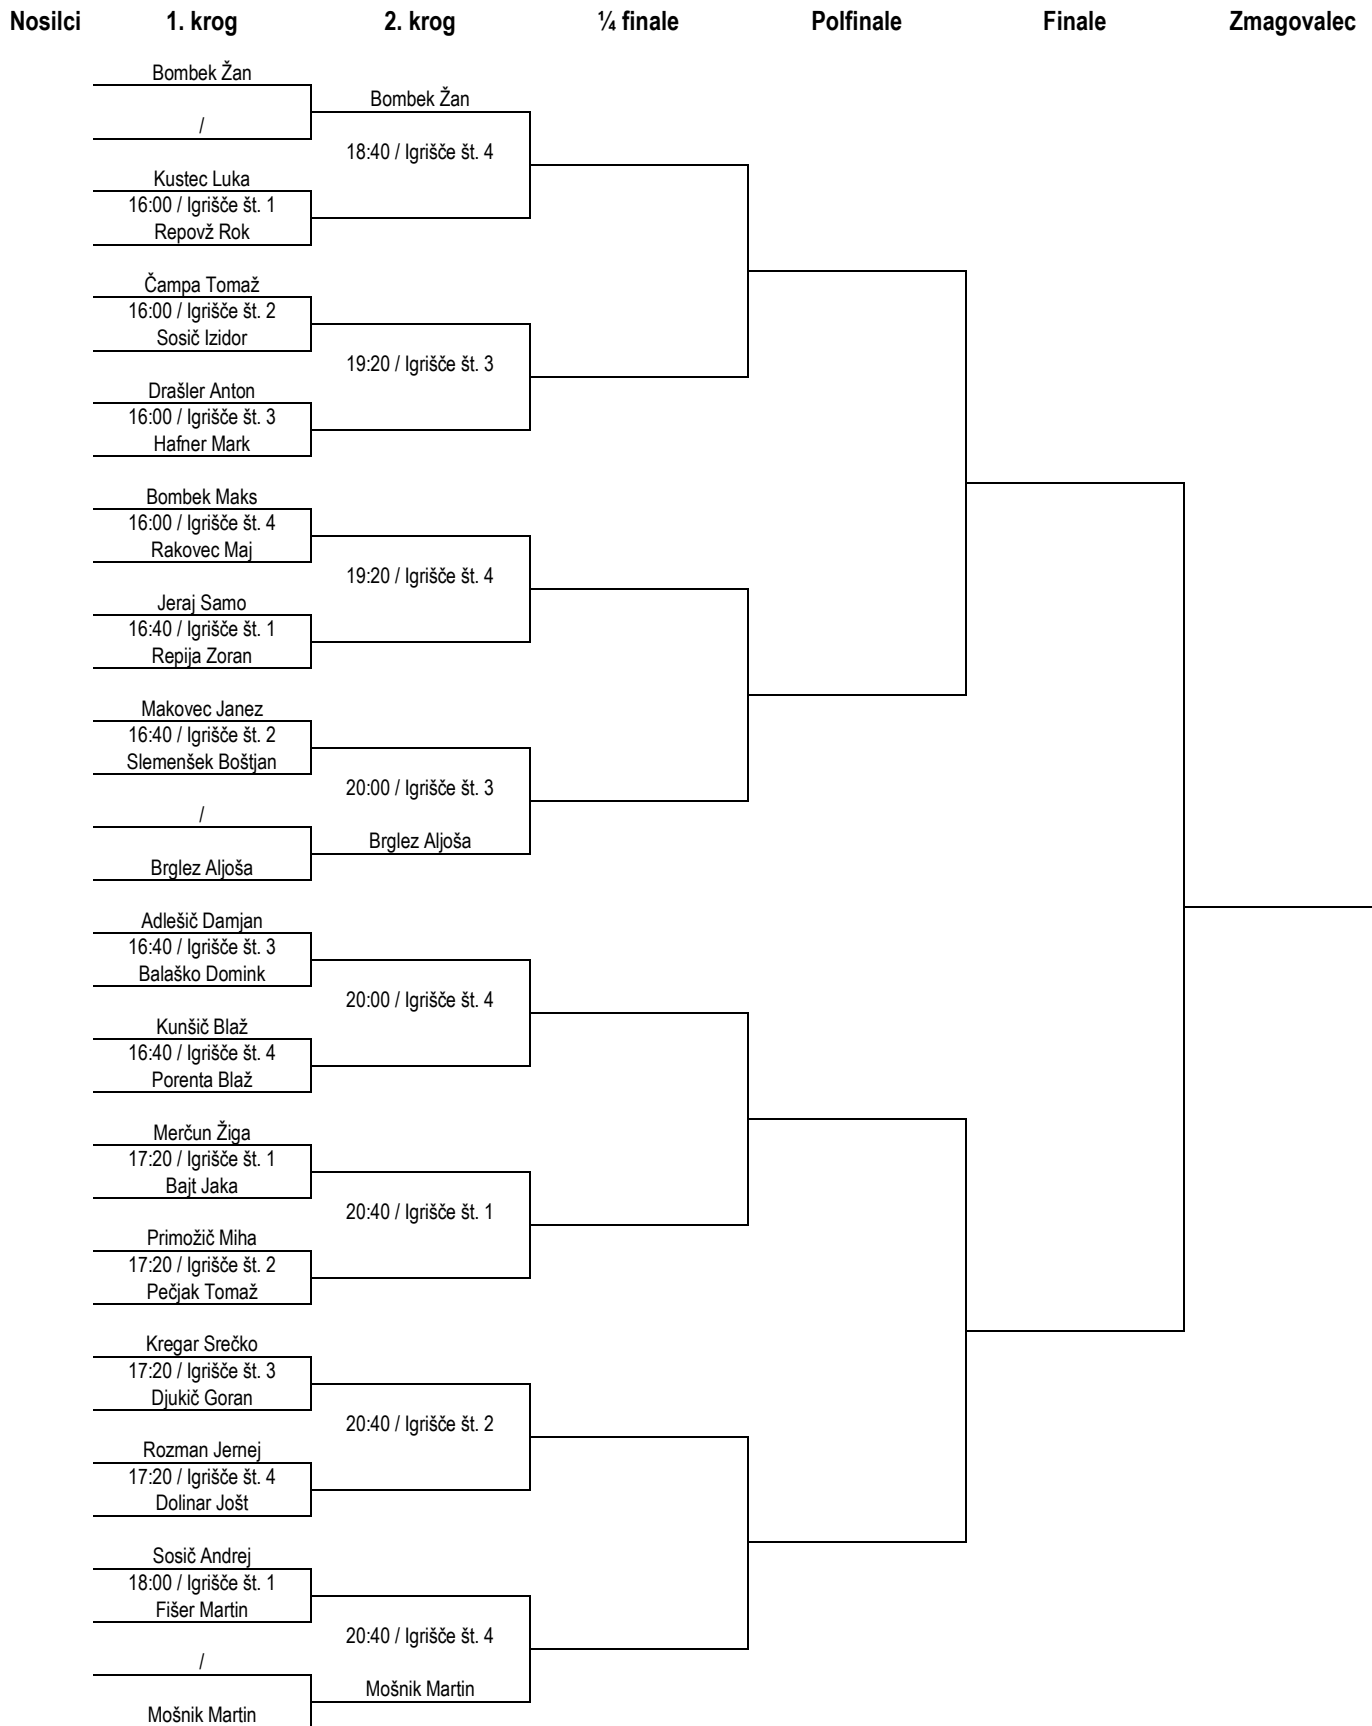 Nosilci 1. krog 2. krog ¼ finale Polfinale Finale Zmagovalec
Bombek Žan
Bombek Žan
/
18:40 / Igrišče št. 4
Kustec Luka
16:00 / Igrišče št. 1
Repovž Rok
Čampa Tomaž
16:00 / Igrišče št. 2
Sosič Izidor
19:20 / Igrišče št. 3
Drašler Anton
16:00 / Igrišče št. 3
Hafner Mark
Bombek Maks
16:00 / Igrišče št. 4
Rakovec Maj
19:20 / Igrišče št. 4
Jeraj Samo
16:40 / Igrišče št. 1
Repija Zoran
Makovec Janez
16:40 / Igrišče št. 2
Slemenšek Boštjan
20:00 / Igrišče št. 3
/
Brglez Aljoša
Brglez Aljoša
Adlešič Damjan
16:40 / Igrišče št. 3
Balaško Domink
20:00 / Igrišče št. 4
Kunšič Blaž
16:40 / Igrišče št. 4
Porenta Blaž
Merčun Žiga
17:20 / Igrišče št. 1
Bajt Jaka
20:40 / Igrišče št. 1
Primožič Miha
17:20 / Igrišče št. 2
Pečjak Tomaž
Kregar Srečko
17:20 / Igrišče št. 3
Djukič Goran
20:40 / Igrišče št. 2
Rozman Jernej
17:20 / Igrišče št. 4
Dolinar Jošt
Sosič Andrej
18:00 / Igrišče št. 1
Fišer Martin
20:40 / Igrišče št. 4
/
Mošnik Martin
Mošnik Martin